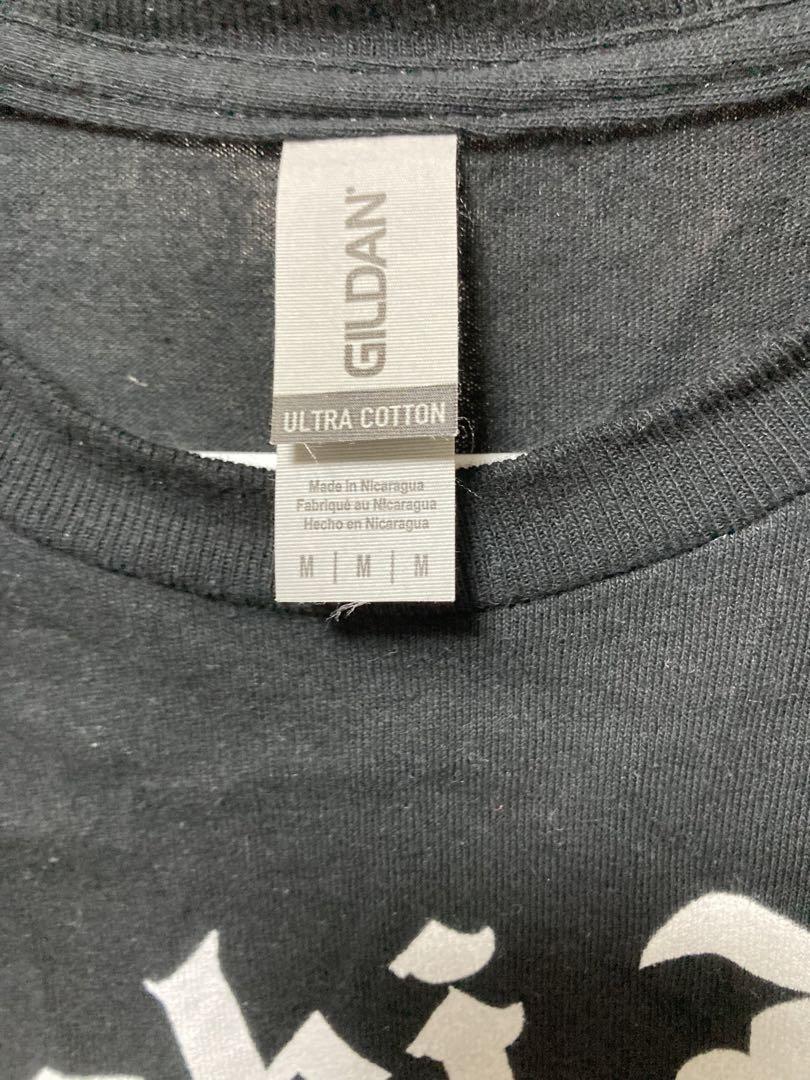 GILDAN®
ULTRA COTTON
Made in Nicaragua
Fabriqué au Nicaragua
Hecho en Nicaragua
M | M | M